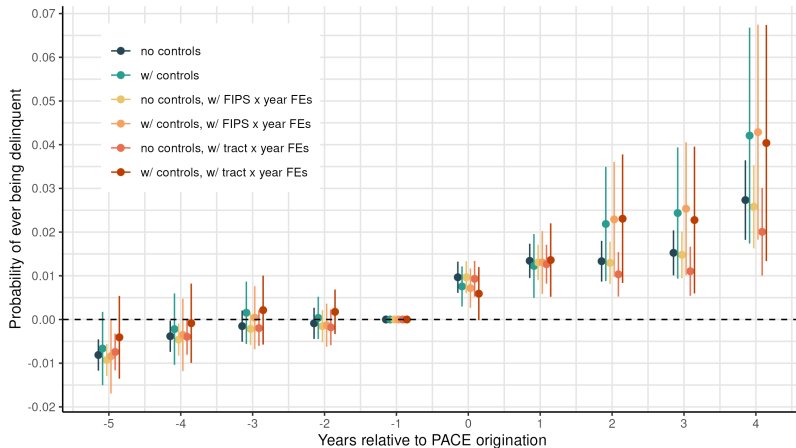 0.07
0.06
0.05
0.04
0.03
0.02
0.01
0.00
-0.01
-0.02
Probability of ever being delinquent
no controls
w/ controls
no controls, w/ FIPS x year FEs
w/ controls, w/ FIPS x year FEs
no controls, w/ tract x year FEs
w/ controls, w/ tract x year FEs
-5 -4 -3 -2 -1 0 1 2 3 4
Years relative to PACE origination